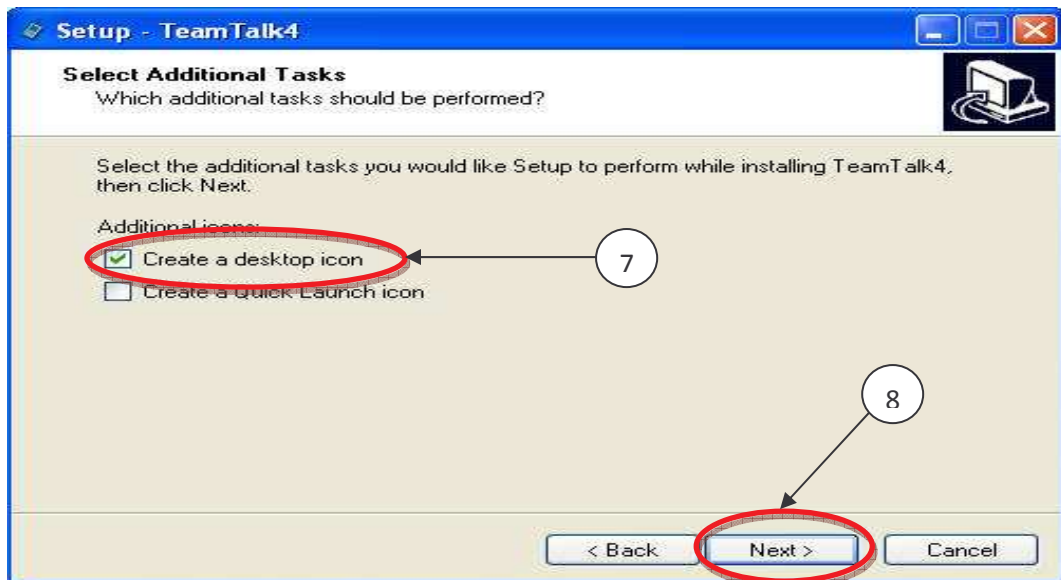 Setup - TeamTalk4
Select Additional Tasks
Which additional tasks should be performed?
Select the additional tasks you would like Setup to perform while installing TeamTalk4,
then click Next.
Additional icons:
Create a desktop icon
7
Create a Quick Launch icon
8
< Back
Next >
Cancel